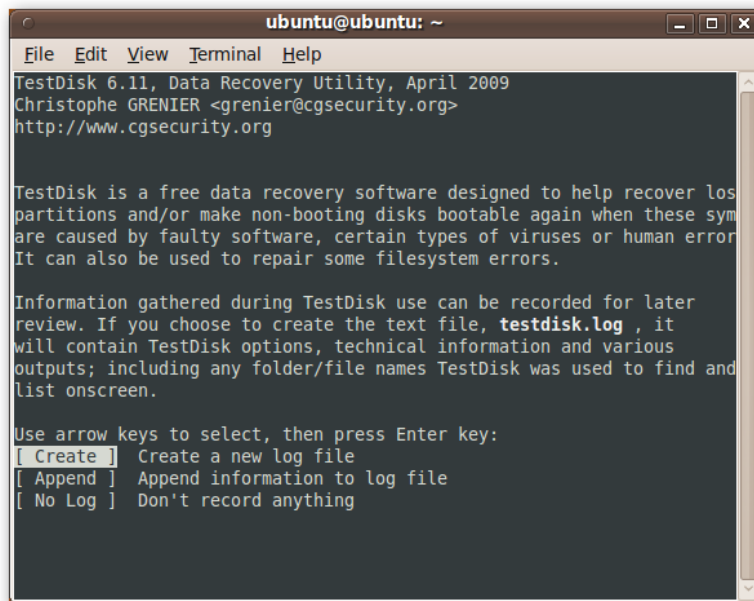 ubuntu@ubuntu: ~
File Edit View Terminal Help
TestDisk 6.11, Data Recovery Utility, April 2009
Christophe GRENIER <grenier@cgsecurity.org>
http://www.cgsecurity.org
TestDisk is a free data recovery software designed to help recover los
partitions and/or make non-booting disks bootable again when these sym
are caused by faulty software, certain types of viruses or human error
It can also be used to repair some filesystem errors.
Information gathered during TestDisk use can be recorded for later
review. If you choose to create the text file, testdisk.log , it
will contain TestDisk options, technical information and various
outputs; including any folder/file names TestDisk was used to find and
list onscreen.
Use arrow keys to select, then press Enter key:
[ Create ] Create a new log file
[ Append ] Append information to log file
[ No Log ] Don't record anything